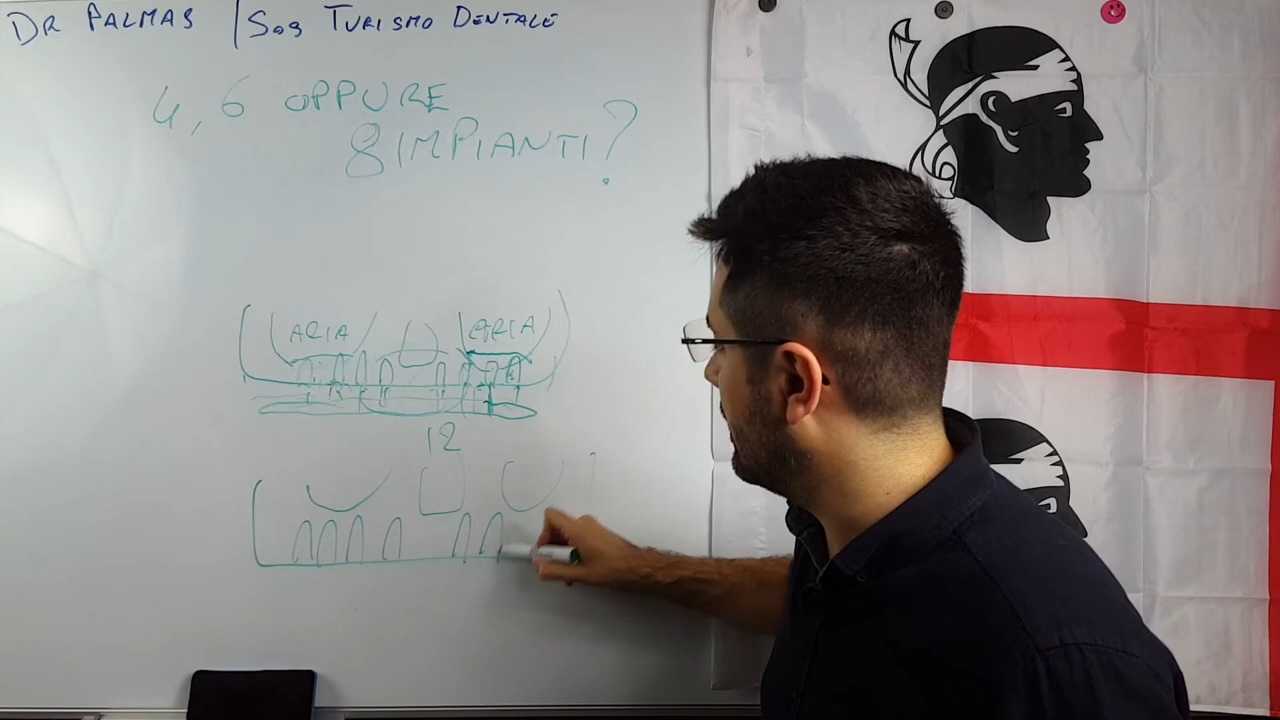 DR PALMAS | SOS TURISMO DENTALE
4, 6 OPPURE
8 IMPIANTI?
ARIA ARIA
12